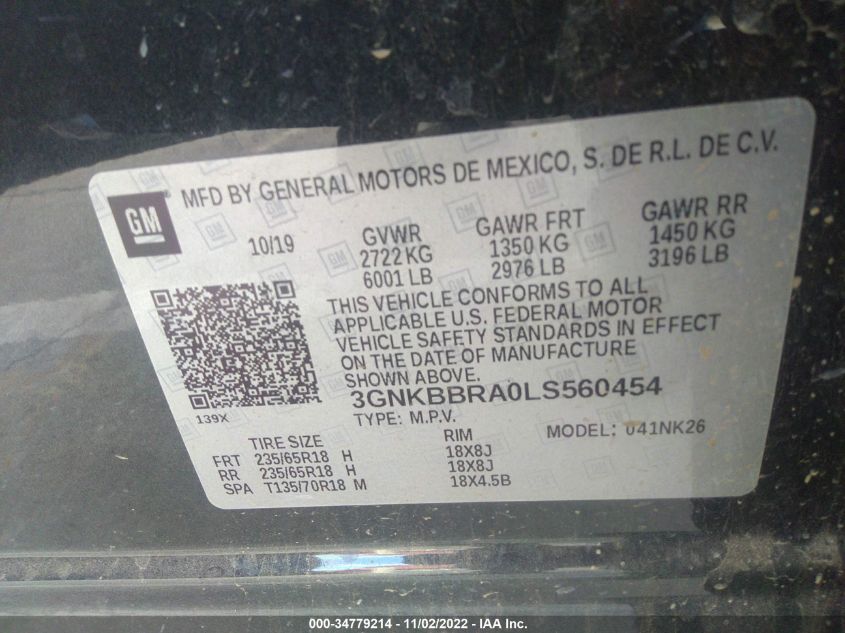 MFD BY GENERAL MOTORS DE MEXICO, S. DE R.L. DE C.V.
GM
10/19
GVWR GAWR FRT GAWR RR
2722 KG 1350 KG 1450 KG
6001 LB 2976 LB 3196 LB
THIS VEHICLE CONFORMS TO ALL
APPLICABLE U.S. FEDERAL MOTOR
VEHICLE SAFETY STANDARDS IN EFFECT
ON THE DATE OF MANUFACTURE
SHOWN ABOVE.
3GNKBBRA0LS560454
139X
TYPE: M.P.V. MODEL: 041NK26
TIRE SIZE RIM
FRT 235/65R18 H 18X8J
RR 235/65R18 H 18X8J
SPA T135/70R18 M 18X4.5B
000-34779214 - 11/02/2022 - IAA Inc.